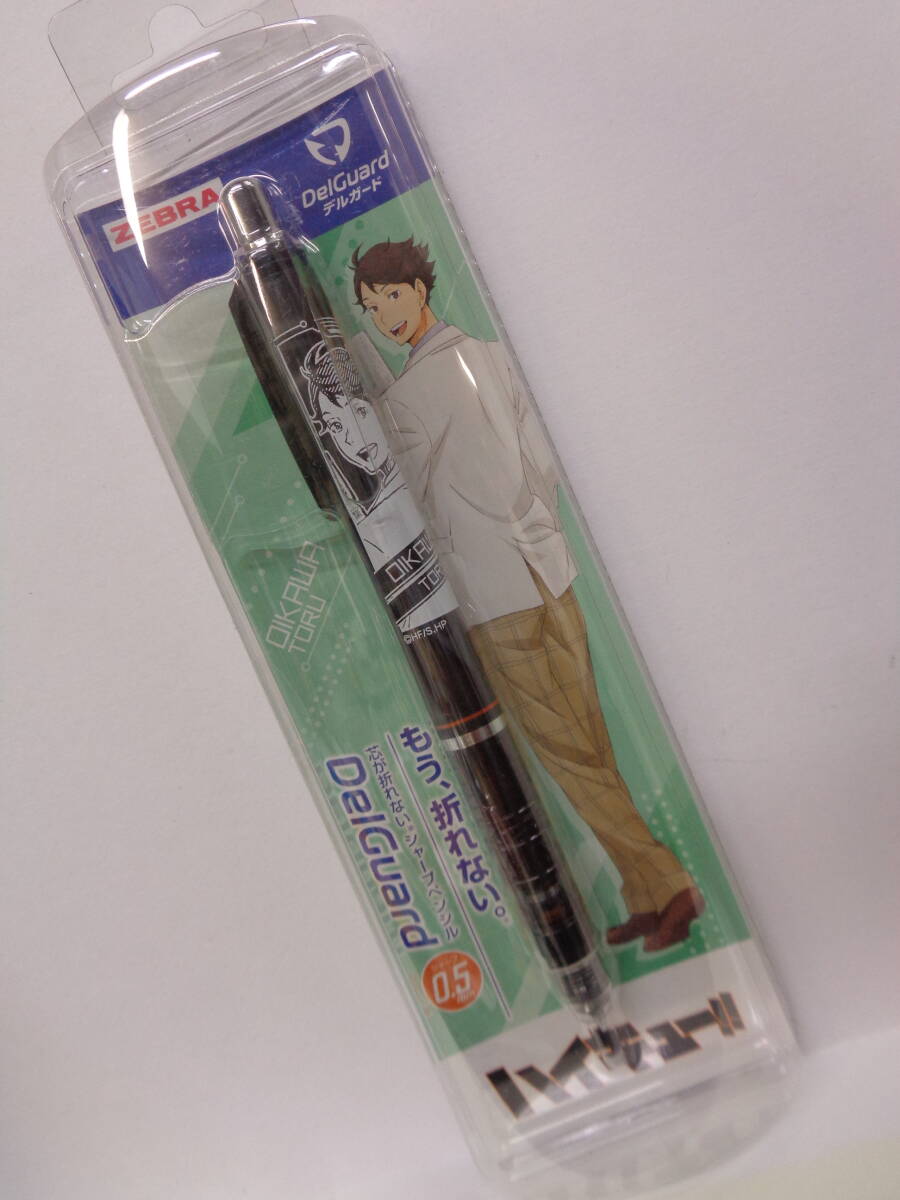 ZEBRA
DelGuard
デルガード
OIKAWA
TORU
©HF/S.HP
OIKAWA
TORU
もう、折れない。
芯が折れない。シャープペンシル
DelGuard
0.5
mm
ハイキュー!!